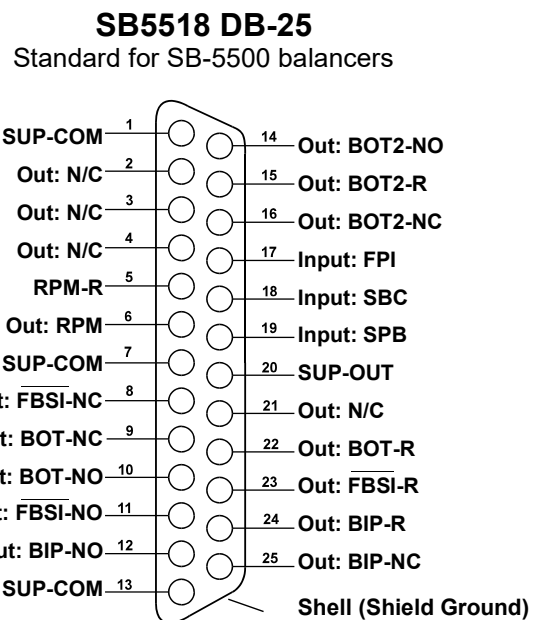 SB5518 DB-25
Standard for SB-5500 balancers
SUP-COM 1
Out: N/C 2
Out: N/C 3
Out: N/C 4
RPM-R 5
Out: RPM 6
SUP-COM 7
t: FBSI-NC 8
t: BOT-NC 9
t: BOT-NO 10
t: FBSI-NO 11
ut: BIP-NO 12
SUP-COM 13
14 Out: BOT2-NO
15 Out: BOT2-R
16 Out: BOT2-NC
17 Input: FPI
18 Input: SBC
19 Input: SPB
20 SUP-OUT
21 Out: N/C
22 Out: BOT-R
23 Out: FBSI-R
24 Out: BIP-R
25 Out: BIP-NC
Shell (Shield Ground)